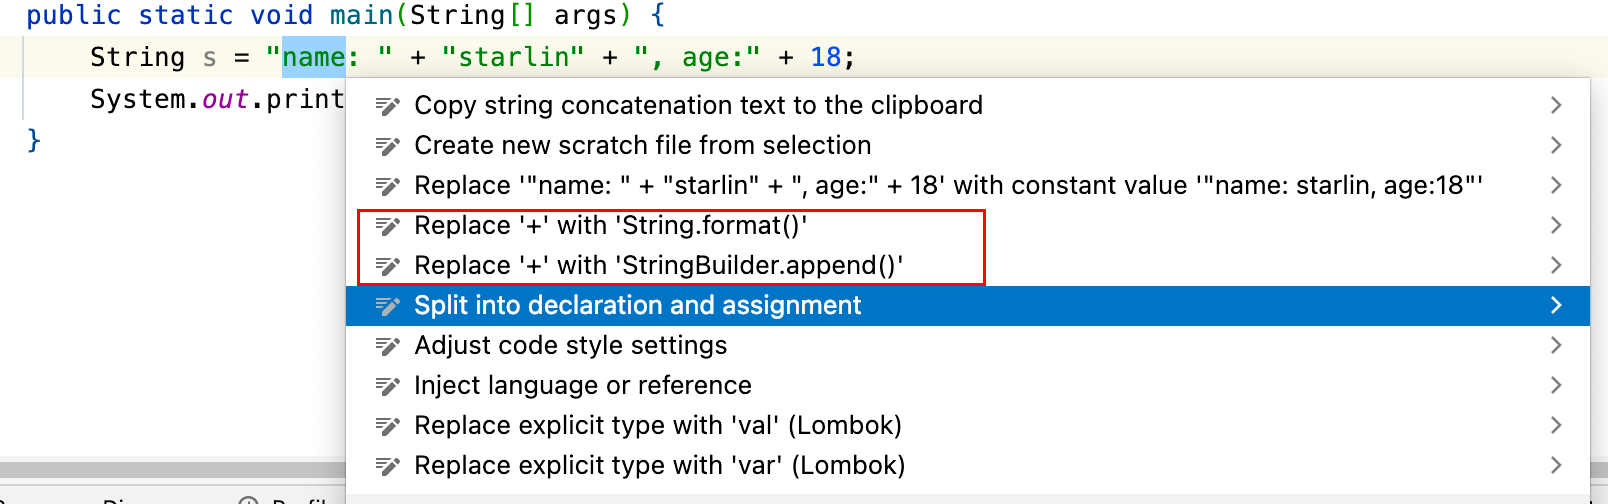 public static void main(String[] args) {
String s = "name: " + "starlin" + ", age:" + 18;
System.out.print
}
Copy string concatenation text to the clipboard
Create new scratch file from selection
Replace '"name: " + "starlin" + ", age:" + 18' with constant value '"name: starlin, age:18"'
Replace '+' with 'String.format()'
Replace '+' with 'StringBuilder.append()'
Split into declaration and assignment
Adjust code style settings
Inject language or reference
Replace explicit type with 'val' (Lombok)
Replace explicit type with 'var' (Lombok)